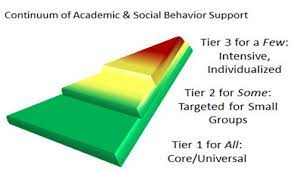 Continuum of Academic & Social Behavior Support
Tier 3 for a Few:
Intensive,
Individualized
Tier 2 for Some:
Targeted for Small
Groups
Tier 1 for All:
Core/Universal